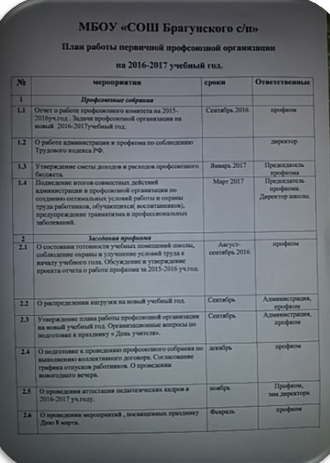 МБОУ «СОШ Брагунского с/п»
План работы первичной профсоюзной организации
на 2016-2017 учебный год.
№ мероприятия сроки Ответственные
1 Профсоюзные собрания
1.1 Отчет о работе профсоюзного комитета на 2015- Сентябрь 2016 профком
2016уч.год . Задачи профсоюзной организации на
новый 2016-2017учебный год.
1.2 О работе администрации и профкома по соблюдению директор
Трудового кодекса РФ.
1.3 Утверждение сметы доходов и расходов профсоюзного Январь 2017 Председатель
бюджета. профкома
1.4 Подведение итогов совместных действий Март 2017 Председатель
администрации и профсоюзной организации по профкома.
созданию оптимальных условий работы и охраны Директор школы.
труда работников, обучающихся( воспитанников),
предупреждение травматизма и профессиональных
заболеваний.
2 Заседания профкома
2.1 О состоянии готовности учебных помещений школы, Август- профком
соблюдение охраны и улучшение условий труда к сентябрь 2016
началу учебного года. Обсуждение и утверждение
проекта-отчета о работе профкома за 2015-16 уч.год.
2.2 О распределении нагрузки на новый учебный год. Сентябрь Администрация,
профком
2.3 Утверждение плана работы профсоюзной организации Сентябрь Администрация,
на новый учебный год. Организационные вопросы по профком
подготовке к празднику « День учителя».
2.4 О подготовке к проведению профсоюзного собрания по декабрь профком
выполнению коллективного договора. Согласование
графика отпусков работников. О проведении
новогоднего вечера.
2.5 О проведения аттестации педагогических кадров в ноябрь Профком,
2016-2017 уч.году. зам.директора
2.6 О проведения мероприятий , посвященных празднику Февраль профком
Дню 8 марта.